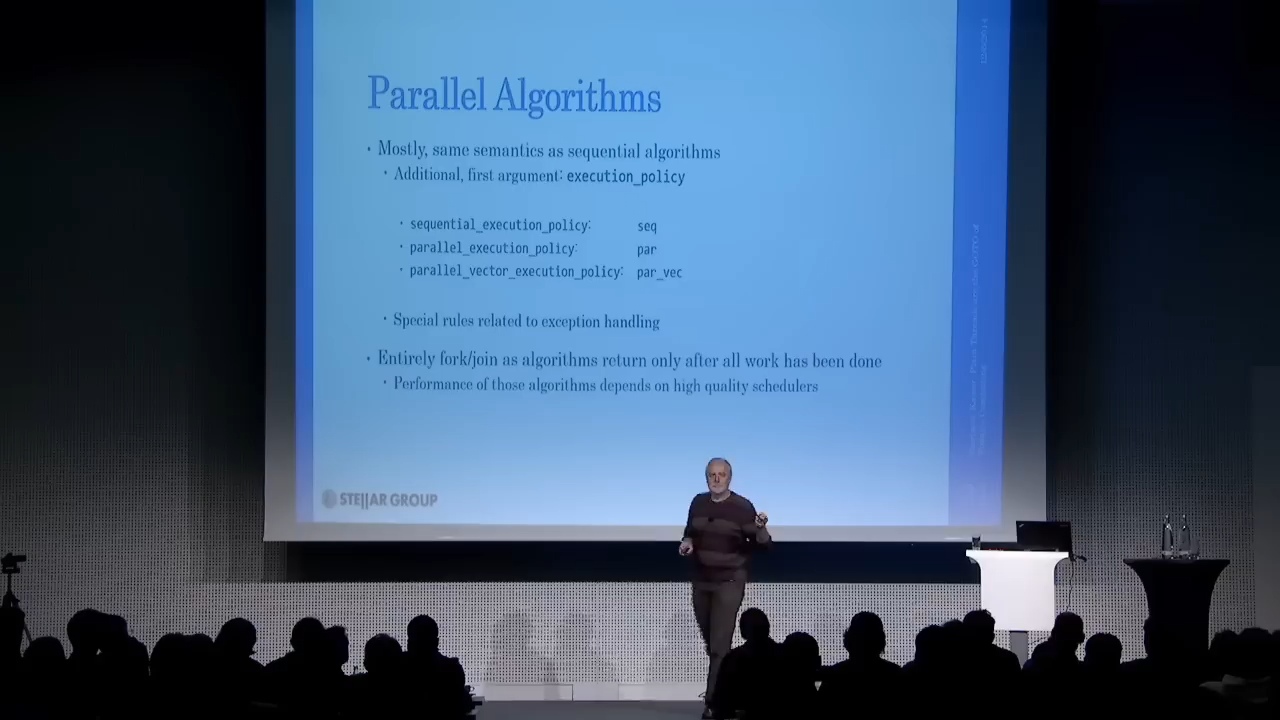 Parallel Algorithms
• Mostly, same semantics as sequential algorithms
• Additional, first argument: execution_policy
• sequential_execution_policy: seq
• parallel_execution_policy: par
• parallel_vector_execution_policy: par_vec
• Special rules related to exception handling
• Entirely fork/join as algorithms return only after all work has been done
• Performance of those algorithms depends on high quality schedulers
STE||AR GROUP